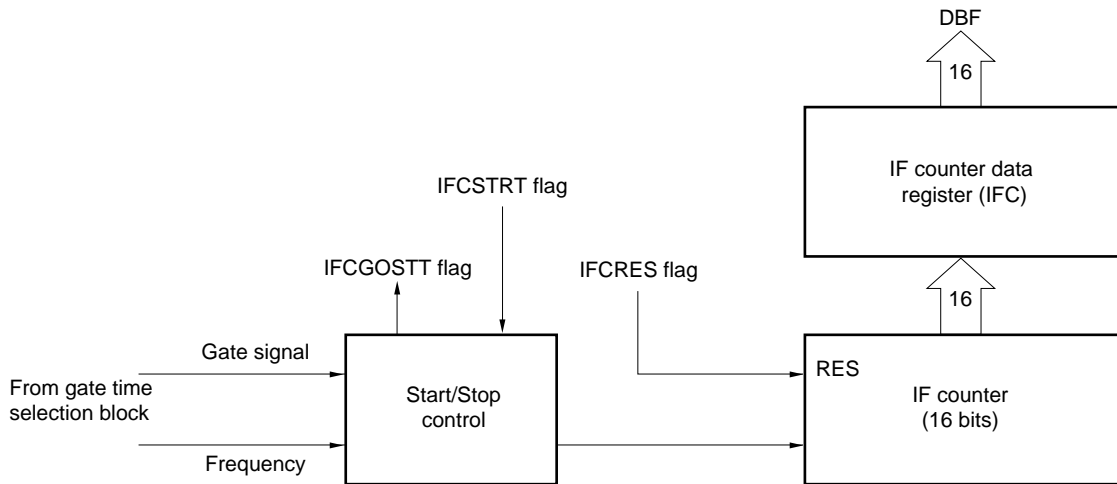 DBF
16
IF counter data
register (IFC)
IFCSTRT flag
IFCGOSTT flag
IFCRES flag
16
Gate signal
RES
From gate time
selection block
Start/Stop
control
IF counter
(16 bits)
Frequency